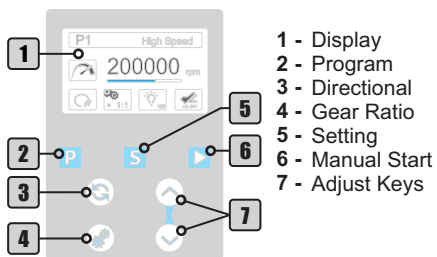 P1 High Speed
200000 rpm
1:1
1
2
3
4
5
6
7
P
S
1 - Display
2 - Program
3 - Directional
4 - Gear Ratio
5 - Setting
6 - Manual Start
7 - Adjust Keys